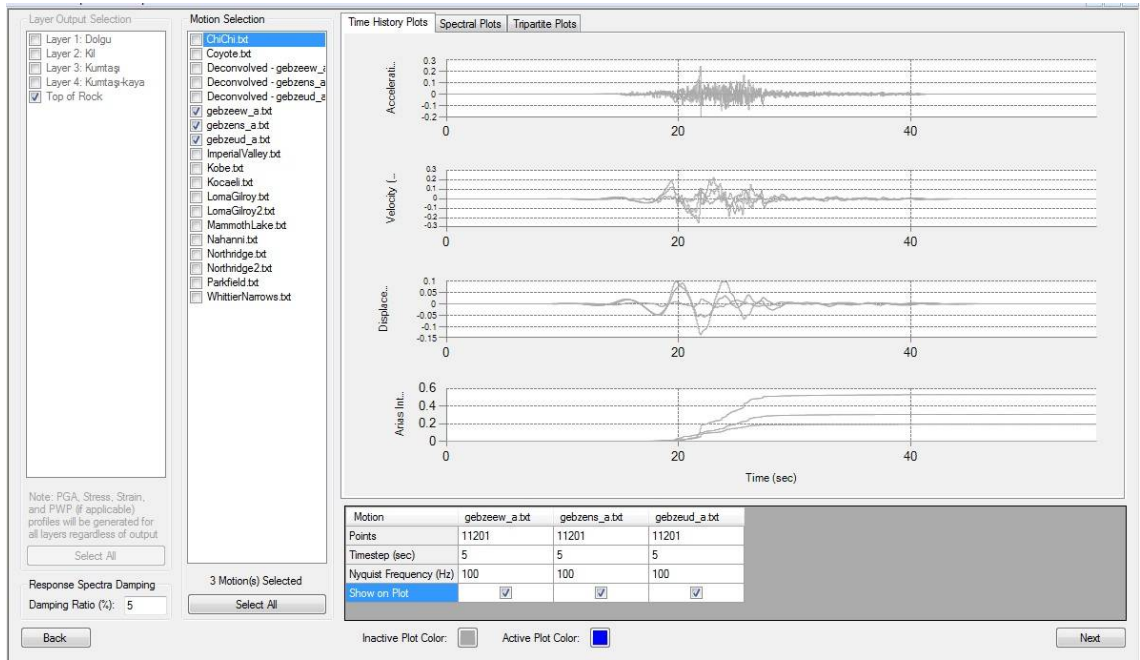 Layer Output Selection
Layer 1: Dolgu
Layer 2: Kil
Layer 3: Kumtaşı
Layer 4: Kumtaşı-kaya
Top of Rock
Note: PGA, Stress, Strain,
and PWP (if applicable)
profiles will be generated for
all layers regardless of output
Select All
Response Spectra Damping
Damping Ratio (%): 5
Back
Motion Selection
ChiChi.txt
Coyote.txt
Deconvolved - gebzeew_a
Deconvolved - gebzens_a
Deconvolved - gebzeud_a
gebzeew_a.txt
gebzens_a.txt
gebzeud_a.txt
ImperialValley.txt
Kobe.txt
Kocaeli.txt
LomaGilroy.txt
LomaGilroy2.txt
MammothLake.txt
Nahanni.txt
Northridge.txt
Northridge2.txt
Parkfield.txt
WhittierNarrows.txt
3 Motion(s) Selected
Select All
Time History Plots Spectral Plots Tripartite Plots
Accelerati...
0.3
0.2
0.1
0
-0.1
-0.2
0 20 40
Velocity (...
0.3
0.2
0.1
0
-0.1
-0.2
-0.3
0 20 40
Displace...
0.1
0.05
0
-0.05
-0.1
-0.15
0 20 40
Arias Int...
0.6
0.4
0.2
0
0 20 40
Time (sec)
Motion gebzeew_a.txt gebzens_a.txt gebzeud_a.txt
Points 11201 11201 11201
Timestep (sec) 5 5 5
Nyquist Frequency (Hz) 100 100 100
Show on Plot
Inactive Plot Color: Active Plot Color:
Next